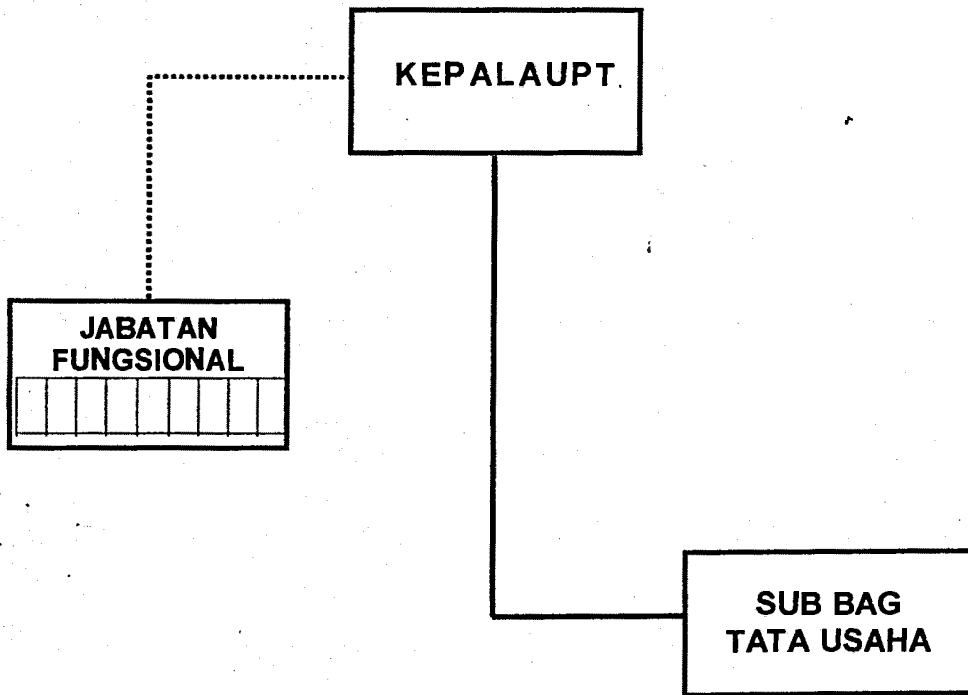 KEPALAUPT.
JABATAN
FUNGSIONAL
SUB BAG
TATA USAHA